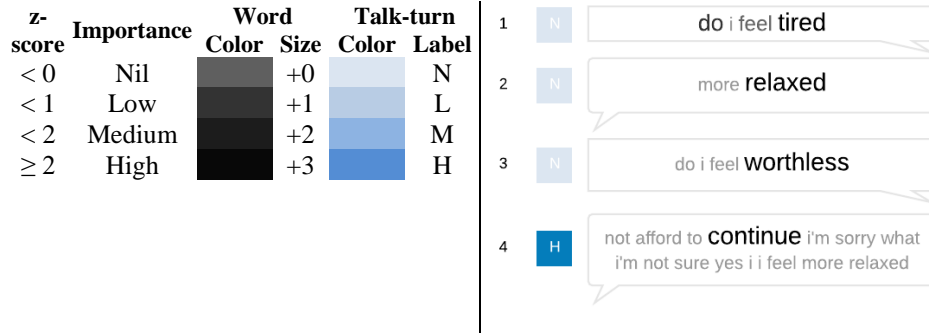 z-score Importance Word Talk-turn
Color Size Color Label
< 0 Nil +0 N
< 1 Low +1 L
< 2 Medium +2 M
≥ 2 High +3 H
1 N do i feel tired
2 N more relaxed
3 N do i feel worthless
4 H not afford to continue i'm sorry what
i'm not sure yes i i feel more relaxed